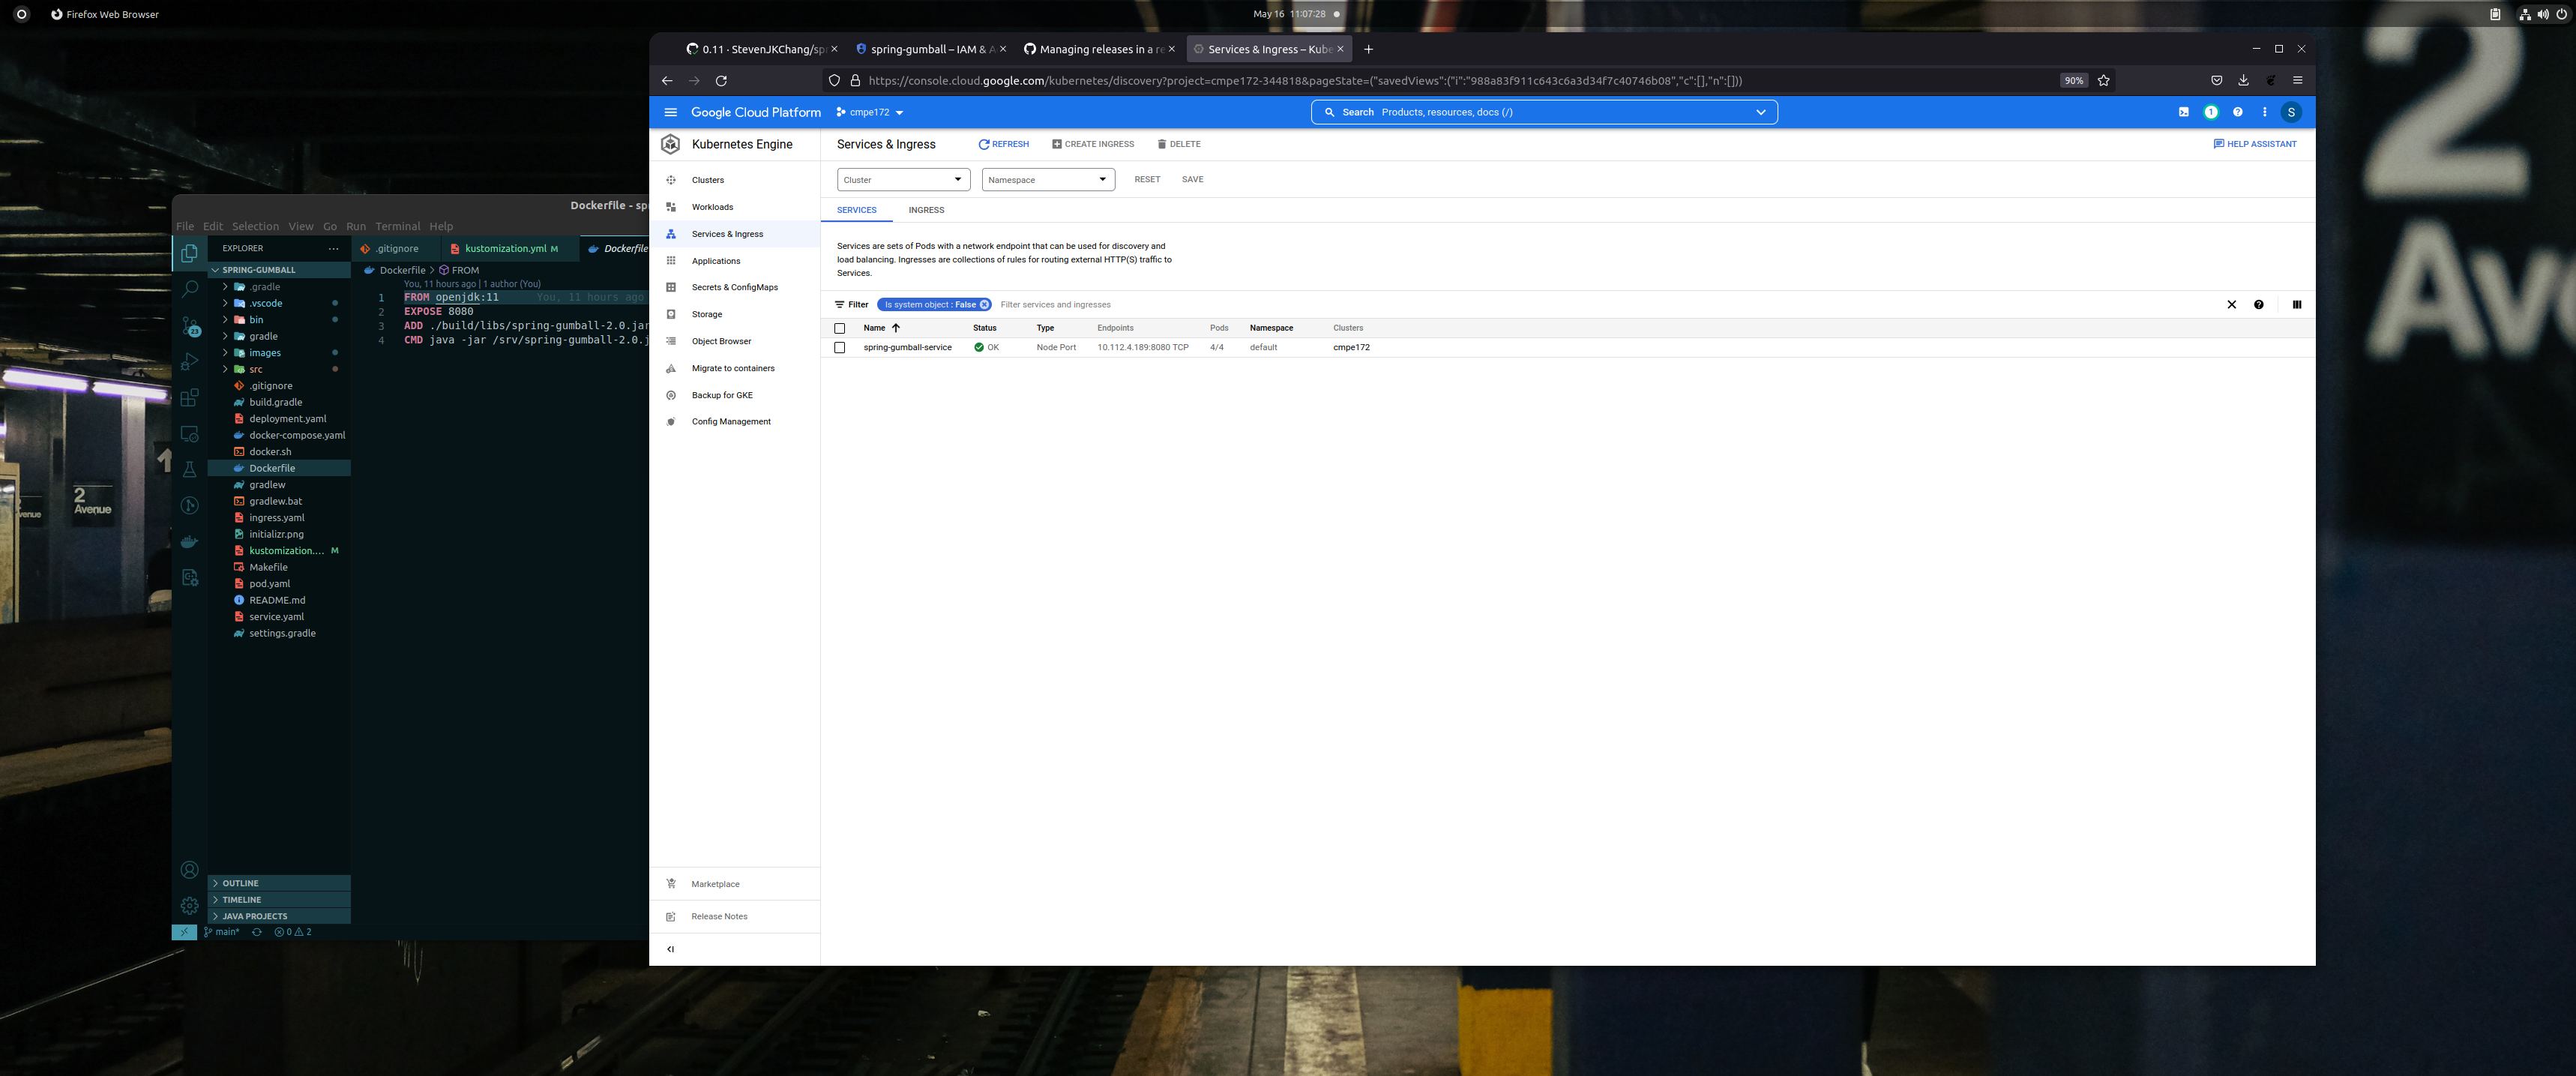 Firefox Web Browser
May 16 11:07:28
0.11 · StevenJKChang/spr
spring-gumball – IAM & A
Managing releases in a re
Services & Ingress – Kube
https://console.cloud.google.com/kubernetes/discovery?project=cmpe172-344818&pageState=("savedViews":("i":"988a83f911c643c6a3d34f7c40746b08","c":[],"n":[]))
90%
Google Cloud Platform
cmpe172
Search Products, resources, docs (/)
1
S
Kubernetes Engine
Services & Ingress
REFRESH
CREATE INGRESS
DELETE
HELP ASSISTANT
Clusters
Workloads
Services & Ingress
Applications
Secrets & ConfigMaps
Storage
Object Browser
Migrate to containers
Backup for GKE
Config Management
Marketplace
Release Notes
Cluster
Namespace
RESET
SAVE
SERVICES
INGRESS
Services are sets of Pods with a network endpoint that can be used for discovery and
load balancing. Ingresses are collections of rules for routing external HTTP(S) traffic to
Services.
Filter
Is system object : False
Filter services and ingresses
Name Status Type Endpoints Pods Namespace Clusters
spring-gumball-service OK Node Port 10.112.4.189:8080 TCP 4/4 default cmpe172
Dockerfile - sp
File Edit Selection View Go Run Terminal Help
EXPLORER
.gitignore
kustomization.yml M
Dockerfile
SPRING-GUMBALL
.gradle
.vscode
bin
gradle
images
src
.gitignore
build.gradle
deployment.yaml
docker-compose.yaml
docker.sh
Dockerfile
gradlew
gradlew.bat
ingress.yaml
initializr.png
kustomization.... M
Makefile
pod.yaml
README.md
service.yaml
settings.gradle
OUTLINE
TIMELINE
JAVA PROJECTS
23
main*
0
2
Dockerfile > FROM
You, 11 hours ago | 1 author (You)
1 FROM openjdk:11 You, 11 hours ago
2 EXPOSE 8080
3 ADD ./build/libs/spring-gumball-2.0.jar
4 CMD java -jar /srv/spring-gumball-2.0.j
2
Avenue
enue
2
Ave